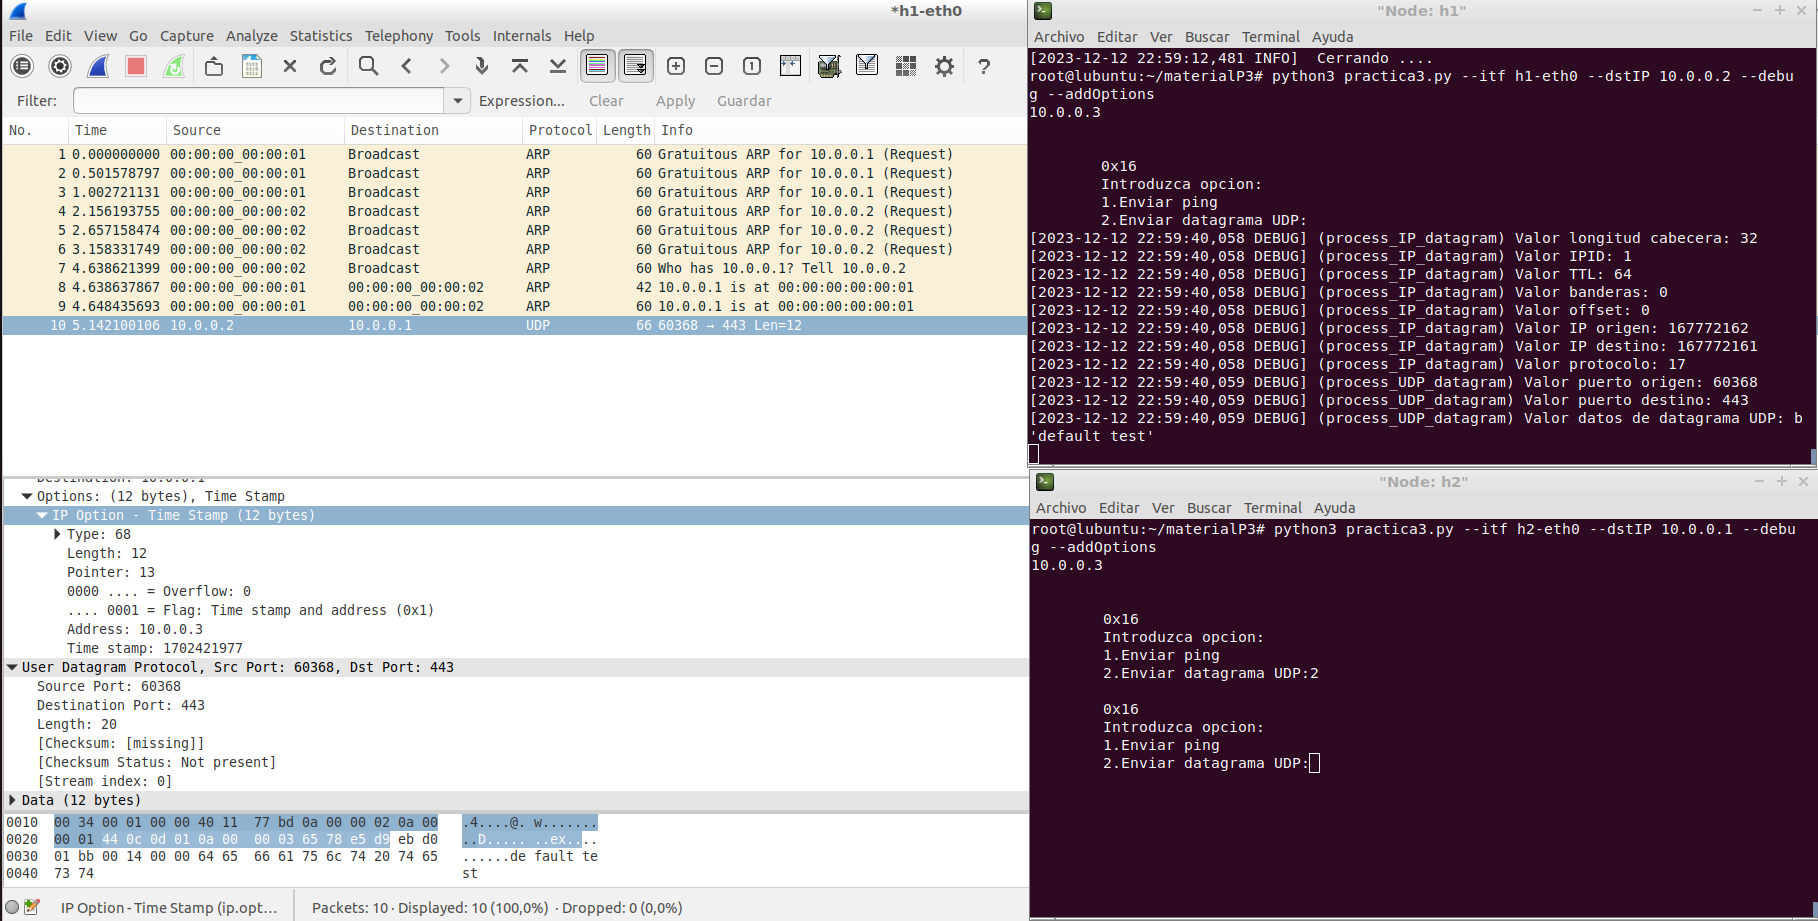 *h1-eth0
File Edit View Go Capture Analyze Statistics Telephony Tools Internals Help
Filter: Expression... Clear Apply Guardar
No. Time Source Destination Protocol Length Info
1 0.000000000 00:00:00_00:00:01 Broadcast ARP 60 Gratuitous ARP for 10.0.0.1 (Request)
2 0.501578797 00:00:00_00:00:01 Broadcast ARP 60 Gratuitous ARP for 10.0.0.1 (Request)
3 1.002721131 00:00:00_00:00:01 Broadcast ARP 60 Gratuitous ARP for 10.0.0.1 (Request)
4 2.156193755 00:00:00_00:00:02 Broadcast ARP 60 Gratuitous ARP for 10.0.0.2 (Request)
5 2.657158474 00:00:00_00:00:02 Broadcast ARP 60 Gratuitous ARP for 10.0.0.2 (Request)
6 3.158331749 00:00:00_00:00:02 Broadcast ARP 60 Gratuitous ARP for 10.0.0.2 (Request)
7 4.638621399 00:00:00_00:00:02 Broadcast ARP 60 Who has 10.0.0.1? Tell 10.0.0.2
8 4.638637867 00:00:00_00:00:01 00:00:00_00:00:02 ARP 42 10.0.0.1 is at 00:00:00:00:00:01
9 4.648435693 00:00:00_00:00:01 00:00:00_00:00:02 ARP 60 10.0.0.1 is at 00:00:00:00:00:01
10 5.142100106 10.0.0.2 10.0.0.1 UDP 66 60368 → 443 Len=12
Destination: 10.0.0.1
Options: (12 bytes), Time Stamp
IP Option - Time Stamp (12 bytes)
Type: 68
Length: 12
Pointer: 13
0000 .... = Overflow: 0
.... 0001 = Flag: Time stamp and address (0x1)
Address: 10.0.0.3
Time stamp: 1702421977
User Datagram Protocol, Src Port: 60368, Dst Port: 443
Source Port: 60368
Destination Port: 443
Length: 20
[Checksum: [missing]]
[Checksum Status: Not present]
[Stream index: 0]
Data (12 bytes)
0010 00 34 00 01 00 00 40 11 77 bd 0a 00 00 02 0a 00 .4....@. w.......
0020 00 01 44 0c 0d 01 0a 00 00 03 65 78 e5 d9 eb d0 ..D..... ..ex....
0030 01 bb 00 14 00 00 64 65 66 61 75 6c 74 20 74 65 ......de fault te
0040 73 74 st
IP Option - Time Stamp (ip.opt... Packets: 10 · Displayed: 10 (100,0%) · Dropped: 0 (0,0%)
"Node: h1"
Archivo Editar Ver Buscar Terminal Ayuda
[2023-12-12 22:59:12,481 INFO] Cerrando ....
root@lubuntu:~/materialP3# python3 practica3.py --itf h1-eth0 --dstIP 10.0.0.2 --debu
g --addOptions
10.0.0.3
0x16
Introduzca opcion:
1.Enviar ping
2.Enviar datagrama UDP:
[2023-12-12 22:59:40,058 DEBUG] (process_IP_datagram) Valor longitud cabecera: 32
[2023-12-12 22:59:40,058 DEBUG] (process_IP_datagram) Valor IPID: 1
[2023-12-12 22:59:40,058 DEBUG] (process_IP_datagram) Valor TTL: 64
[2023-12-12 22:59:40,058 DEBUG] (process_IP_datagram) Valor banderas: 0
[2023-12-12 22:59:40,058 DEBUG] (process_IP_datagram) Valor offset: 0
[2023-12-12 22:59:40,058 DEBUG] (process_IP_datagram) Valor IP origen: 167772162
[2023-12-12 22:59:40,058 DEBUG] (process_IP_datagram) Valor IP destino: 167772161
[2023-12-12 22:59:40,058 DEBUG] (process_IP_datagram) Valor protocolo: 17
[2023-12-12 22:59:40,059 DEBUG] (process_UDP_datagram) Valor puerto origen: 60368
[2023-12-12 22:59:40,059 DEBUG] (process_UDP_datagram) Valor puerto destino: 443
[2023-12-12 22:59:40,059 DEBUG] (process_UDP_datagram) Valor datos de datagrama UDP: b
'default test'
"Node: h2"
Archivo Editar Ver Buscar Terminal Ayuda
root@lubuntu:~/materialP3# python3 practica3.py --itf h2-eth0 --dstIP 10.0.0.1 --debu
g --addOptions
10.0.0.3
0x16
Introduzca opcion:
1.Enviar ping
2.Enviar datagrama UDP:2
0x16
Introduzca opcion:
1.Enviar ping
2.Enviar datagrama UDP: